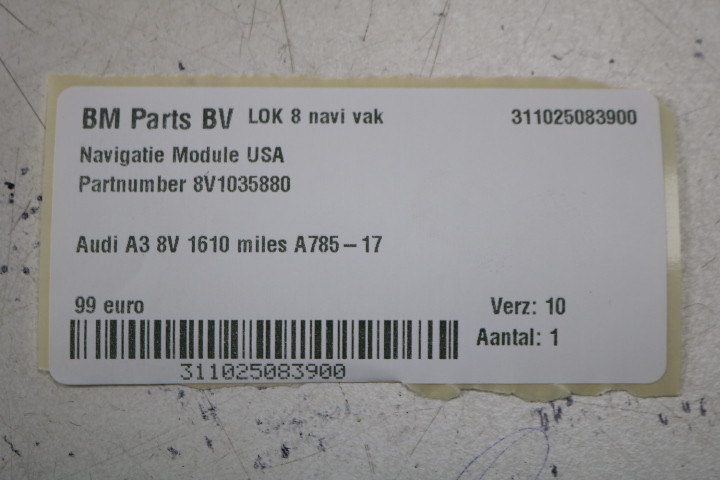 BM Parts BV LOK 8 navi vak 311025083900
Navigatie Module USA
Partnumber 8V1035880
Audi A3 8V 1610 miles A785-17
99 euro Verz: 10
Aantal: 1
311025083900